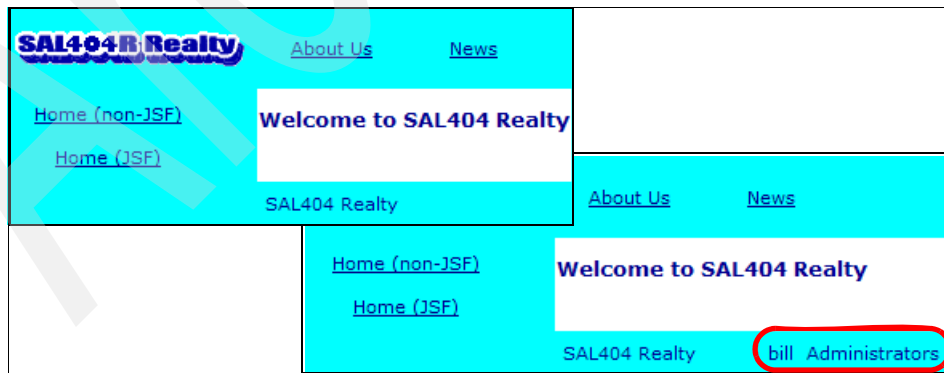 SAL404R Realty
About Us News
Home (non-JSF)
Welcome to SAL404 Realty
Home (JSF)
SAL404 Realty
About Us News
Home (non-JSF)
Welcome to SAL404 Realty
Home (JSF)
SAL404 Realty bill Administrators